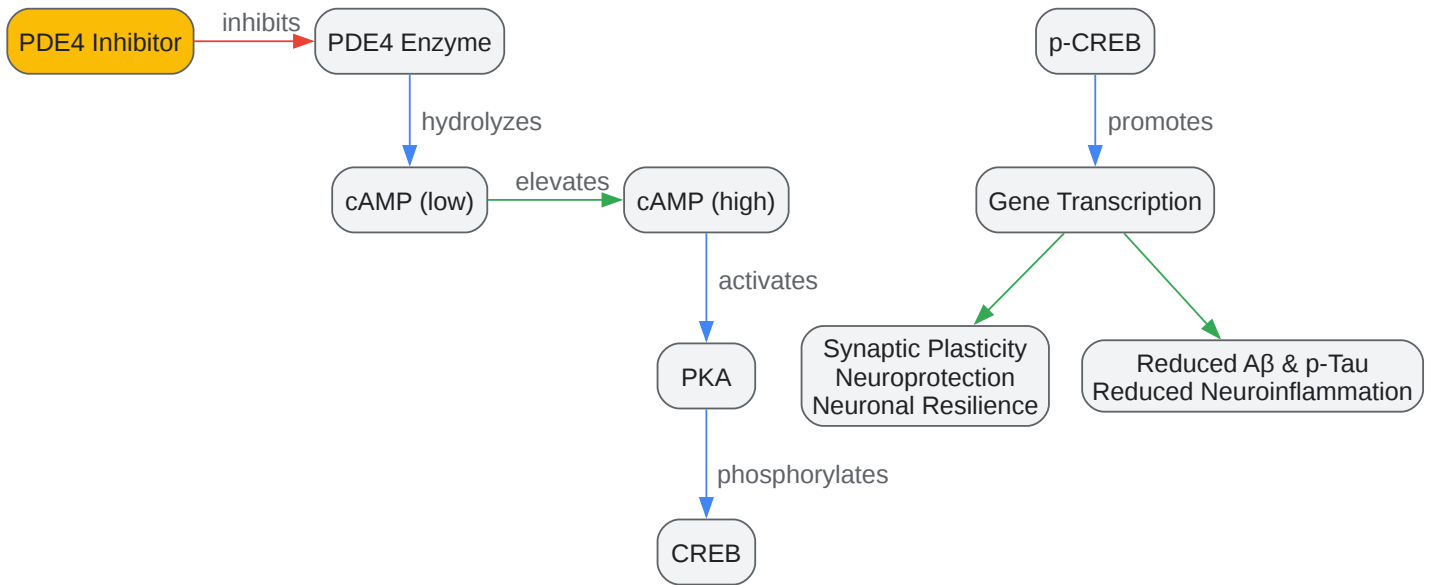 PDE4 Inhibitor
inhibits
PDE4 Enzyme
p-CREB
hydrolyzes
promotes
cAMP (low)
elevates
cAMP (high)
Gene Transcription
activates
Synaptic Plasticity
Neuroprotection
Neuronal Resilience
Reduced Aβ & p-Tau
Reduced Neuroinflammation
PKA
phosphorylates
CREB